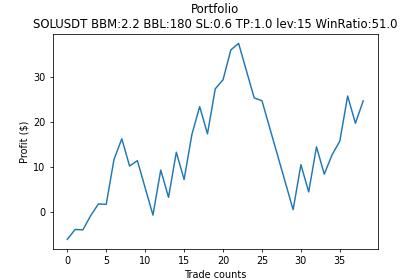 Portfolio
SOLUSDT BBM:2.2 BBL:180 SL:0.6 TP:1.0 lev:15 WinRatio:51.0
Profit ($)
30
20
10
0
0 5 10 15 20 25 30 35
Trade counts